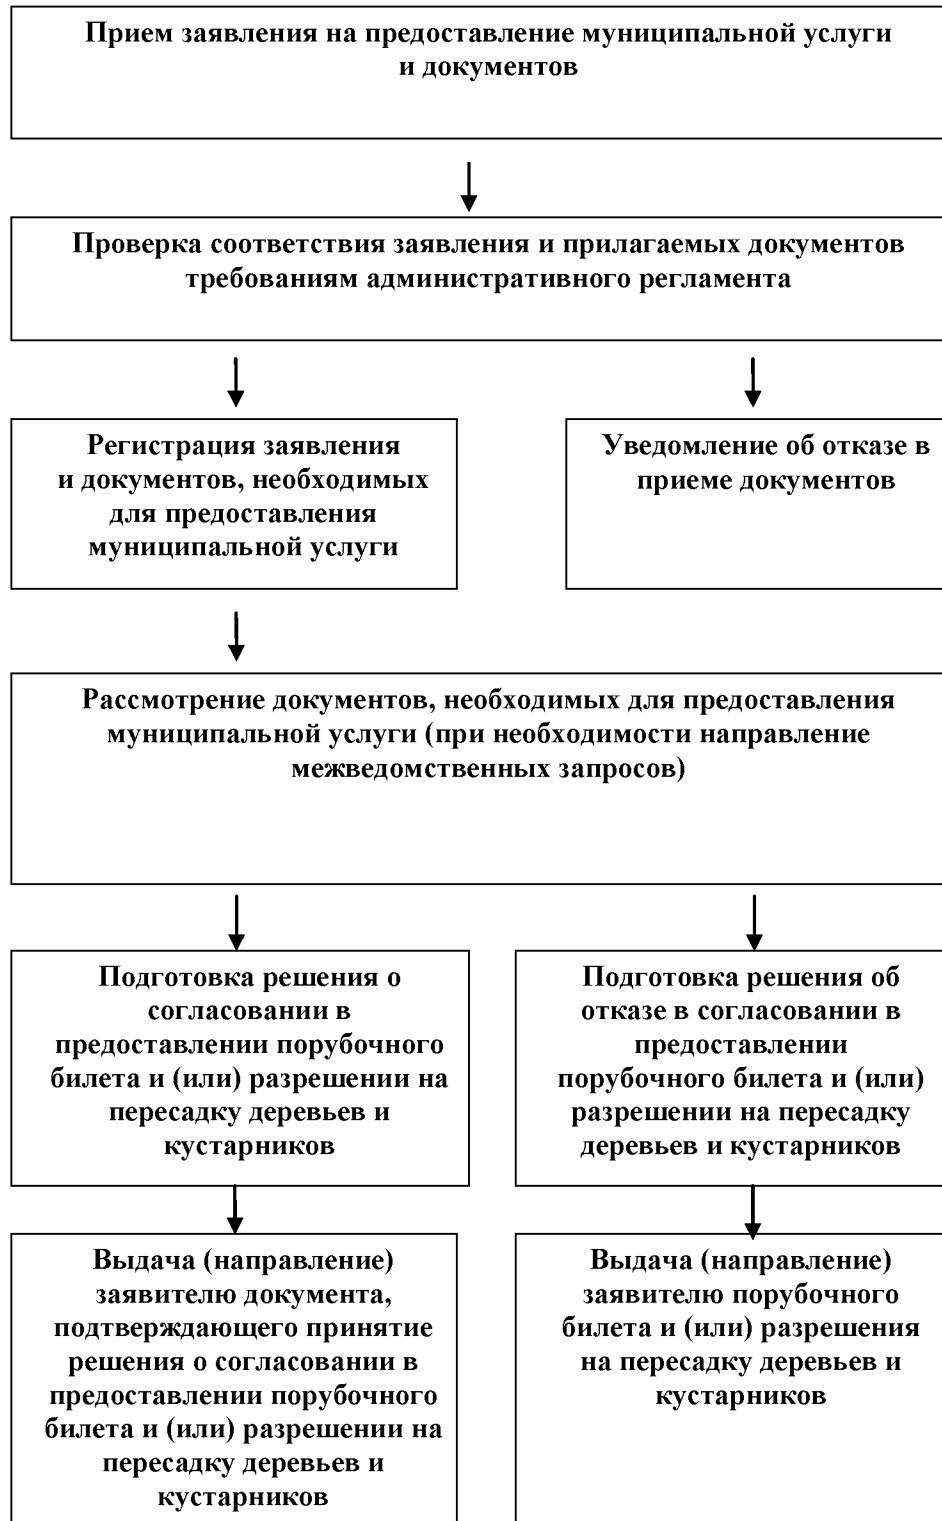 Прием заявления на предоставление муниципальной услуги
и документов
Проверка соответствия заявления и прилагаемых документов
требованиям административного регламента
Регистрация заявления
и документов, необходимых
для предоставления
муниципальной услуги
Уведомление об отказе в
приеме документов
Рассмотрение документов, необходимых для предоставления
муниципальной услуги (при необходимости направление
межведомственных запросов)
Подготовка решения о
согласовании в
предоставлении порубочного
билета и (или) разрешении на
пересадку деревьев и
кустарников
Подготовка решения об
отказе в согласовании в
предоставлении
порубочного билета и (или)
разрешении на пересадку
деревьев и кустарников
Выдача (направление)
заявителю документа,
подтверждающего принятие
решения о согласовании в
предоставлении порубочного
билета и (или) разрешении на
пересадку деревьев и
кустарников
Выдача (направление)
заявителю порубочного
билета и (или) разрешения
на пересадку деревьев и
кустарников